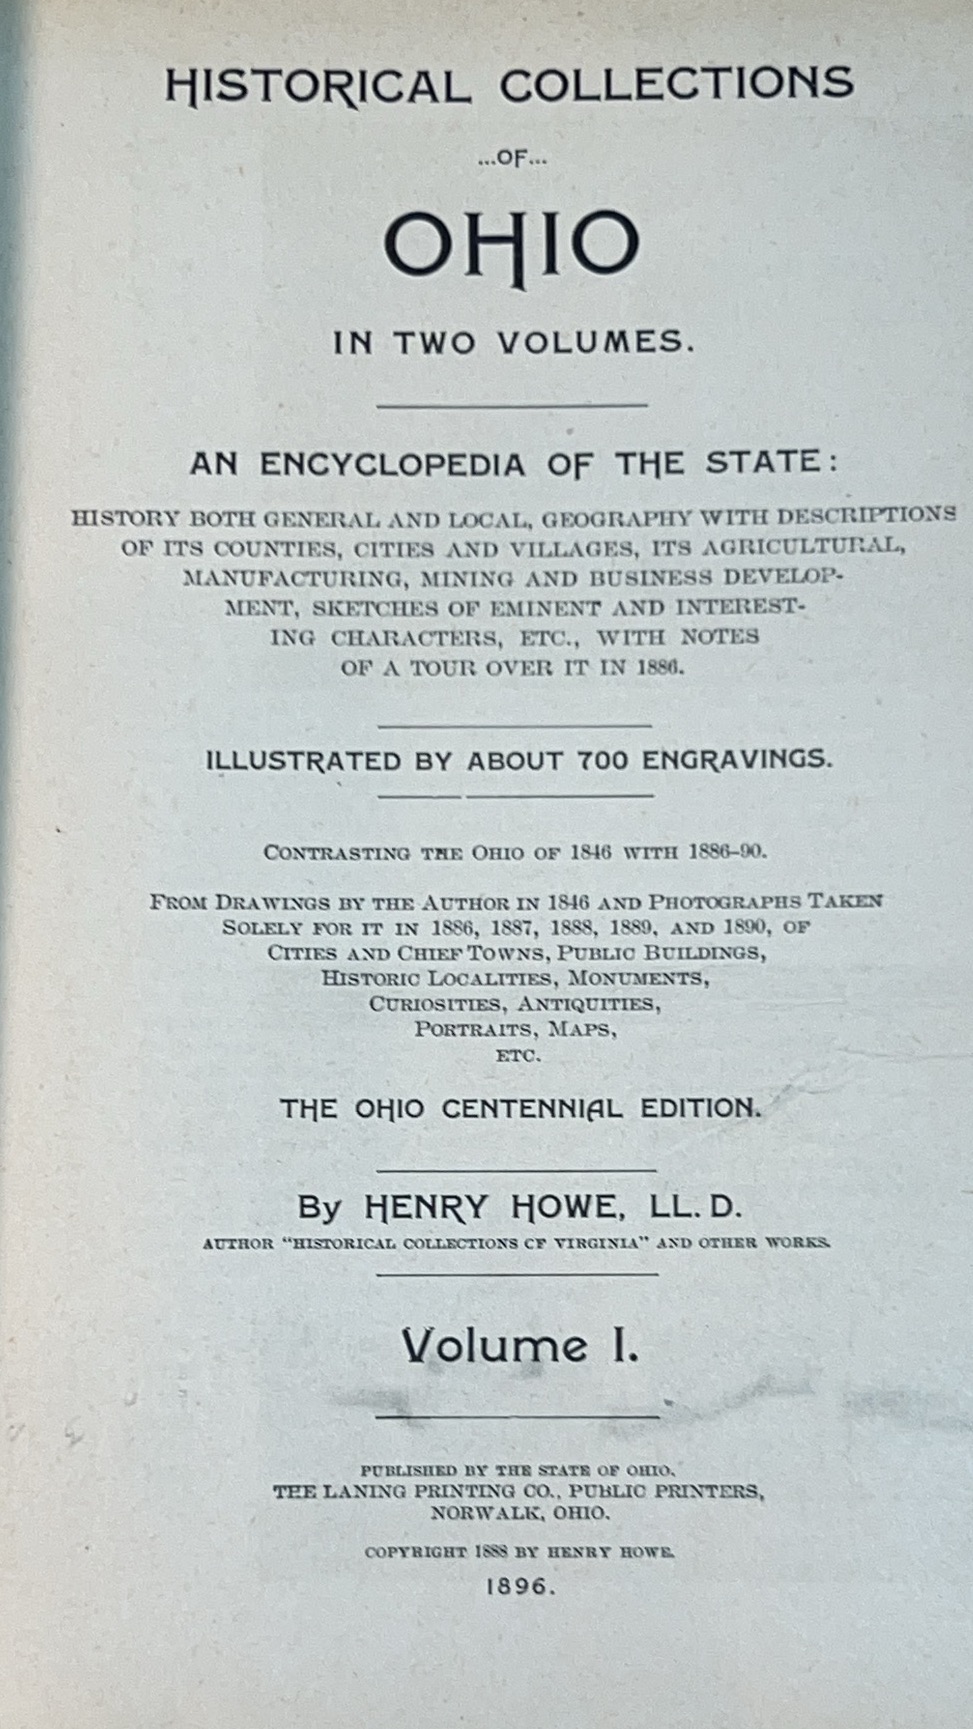 HISTORICAL COLLECTIONS
...OF...
OHIO
IN TWO VOLUMES.
AN ENCYCLOPEDIA OF THE STATE:
HISTORY BOTH GENERAL AND LOCAL, GEOGRAPHY WITH DESCRIPTIONS
OF ITS COUNTIES, CITIES AND VILLAGES, ITS AGRICULTURAL,
MANUFACTURING, MINING AND BUSINESS DEVELOP-
MENT, SKETCHES OF EMINENT AND INTEREST-
ING CHARACTERS, ETC., WITH NOTES
OF A TOUR OVER IT IN 1886.
ILLUSTRATED BY ABOUT 700 ENGRAVINGS.
CONTRASTING THE OHIO OF 1846 WITH 1886-90.
FROM DRAWINGS BY THE AUTHOR IN 1846 AND PHOTOGRAPHS TAKEN
SOLELY FOR IT IN 1886, 1887, 1888, 1889, AND 1890, OF
CITIES AND CHIEF TOWNS, PUBLIC BUILDINGS,
HISTORIC LOCALITIES, MONUMENTS,
CURIOSITIES, ANTIQUITIES,
PORTRAITS, MAPS,
ETC.
THE OHIO CENTENNIAL EDITION.
By HENRY HOWE, LL. D.
AUTHOR "HISTORICAL COLLECTIONS OF VIRGINIA" AND OTHER WORKS.
Volume I.
PUBLISHED BY THE STATE OF OHIO.
THE LANING PRINTING CO., PUBLIC PRINTERS,
NORWALK, OHIO.
COPYRIGHT 1888 BY HENRY HOWE.
1896.